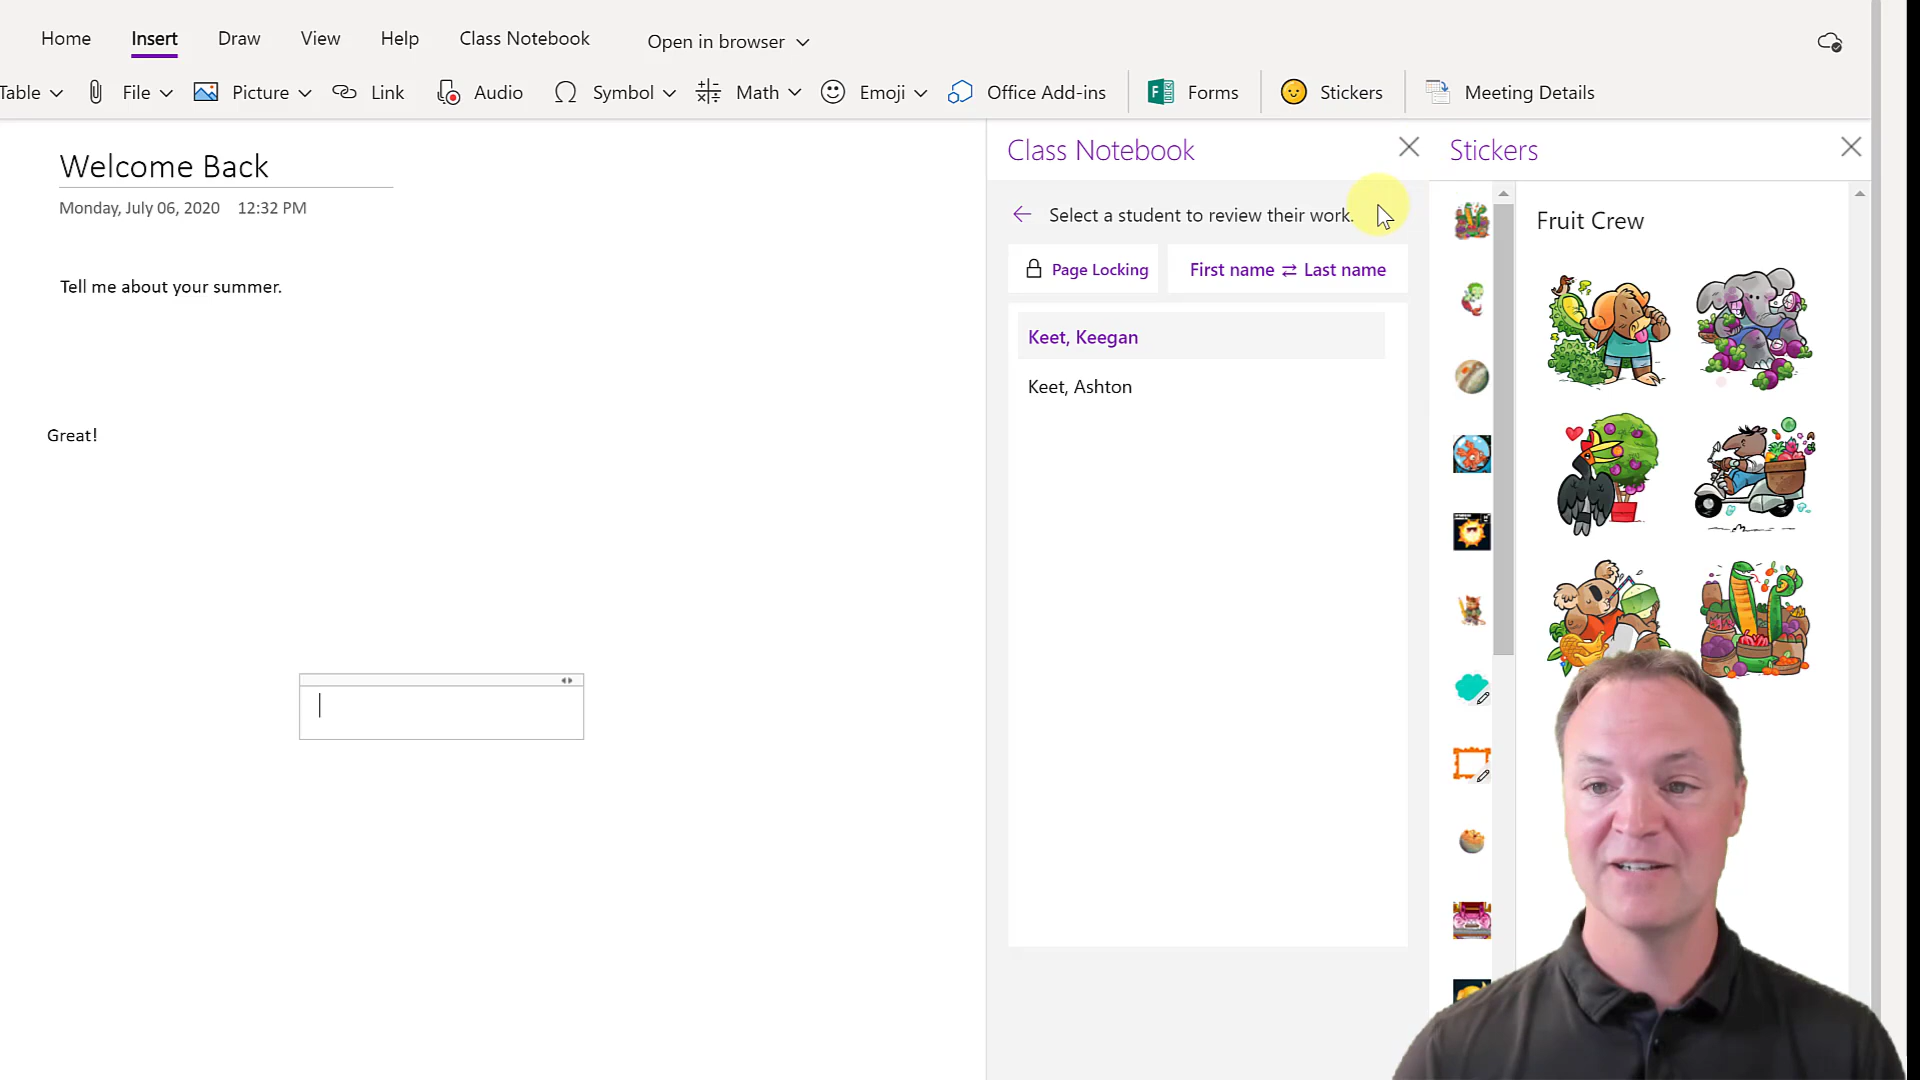 Home Insert Draw View Help Class Notebook Open in browser
Table File Picture Link Audio Symbol Math Emoji Office Add-ins Forms Stickers Meeting Details
Welcome Back
Monday, July 06, 2020 12:32 PM
Tell me about your summer.
Great!
Class Notebook
Select a student to review their work.
Page Locking
First name ⇄ Last name
Keet, Keegan
Keet, Ashton
Stickers
Fruit Crew